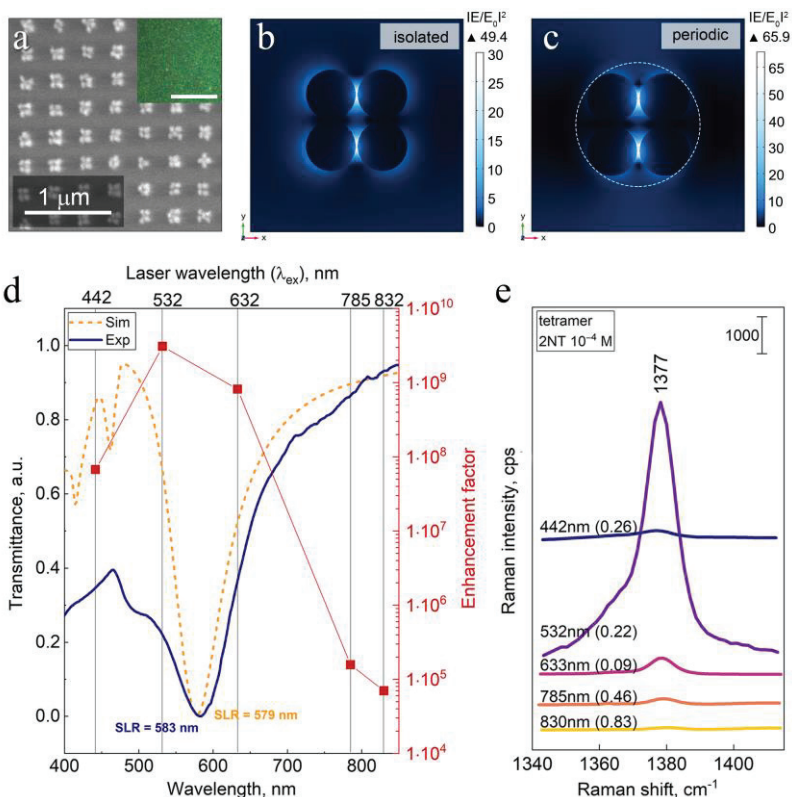 a
1 µm
b
isolated
|E/E₀|²
▲ 49.4
30
25
20
15
10
5
0
y
x
c
periodic
|E/E₀|²
▲ 65.9
60
50
40
30
20
10
0
y
x
d
Laser wavelength (λex), nm
442 532 632 785 832
Sim
Exp
Transmittance, a.u.
1.0
0.8
0.6
0.4
0.2
0.0
1·10¹⁰
1·10⁹
1·10⁸
1·10⁷
1·10⁶
1·10⁵
1·10⁴
Enhancement factor
SLR = 583 nm
SLR = 579 nm
400 500 600 700 800
Wavelength, nm
e
tetramer
2NT 10⁻⁴ M
1000
1377
Raman intensity, cps
442nm (0.26)
532nm (0.22)
633nm (0.09)
785nm (0.46)
830nm (0.83)
1340 1360 1380 1400
Raman shift, cm⁻¹